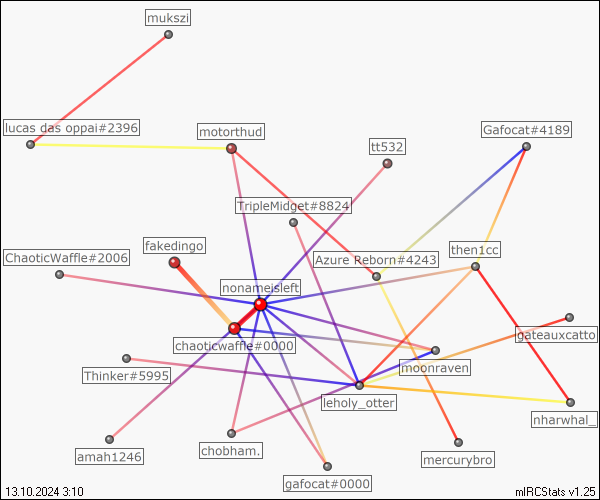 mukszi
lucas das oppai#2396
motorthud
Gafocat#4189
tt532
TripleMidget#8824
fakedingo
then1cc
ChaoticWaffle#2006
Azure Reborn#4243
nonameisleft
gateauxcatto
chaoticwaffle#0000
moonraven
Thinker#5995
leholy_otter
nharwhal_
chobham.
amah1246
mercurybro
gafocat#0000
13.10.2024 3:10
mIRCStats v1.25